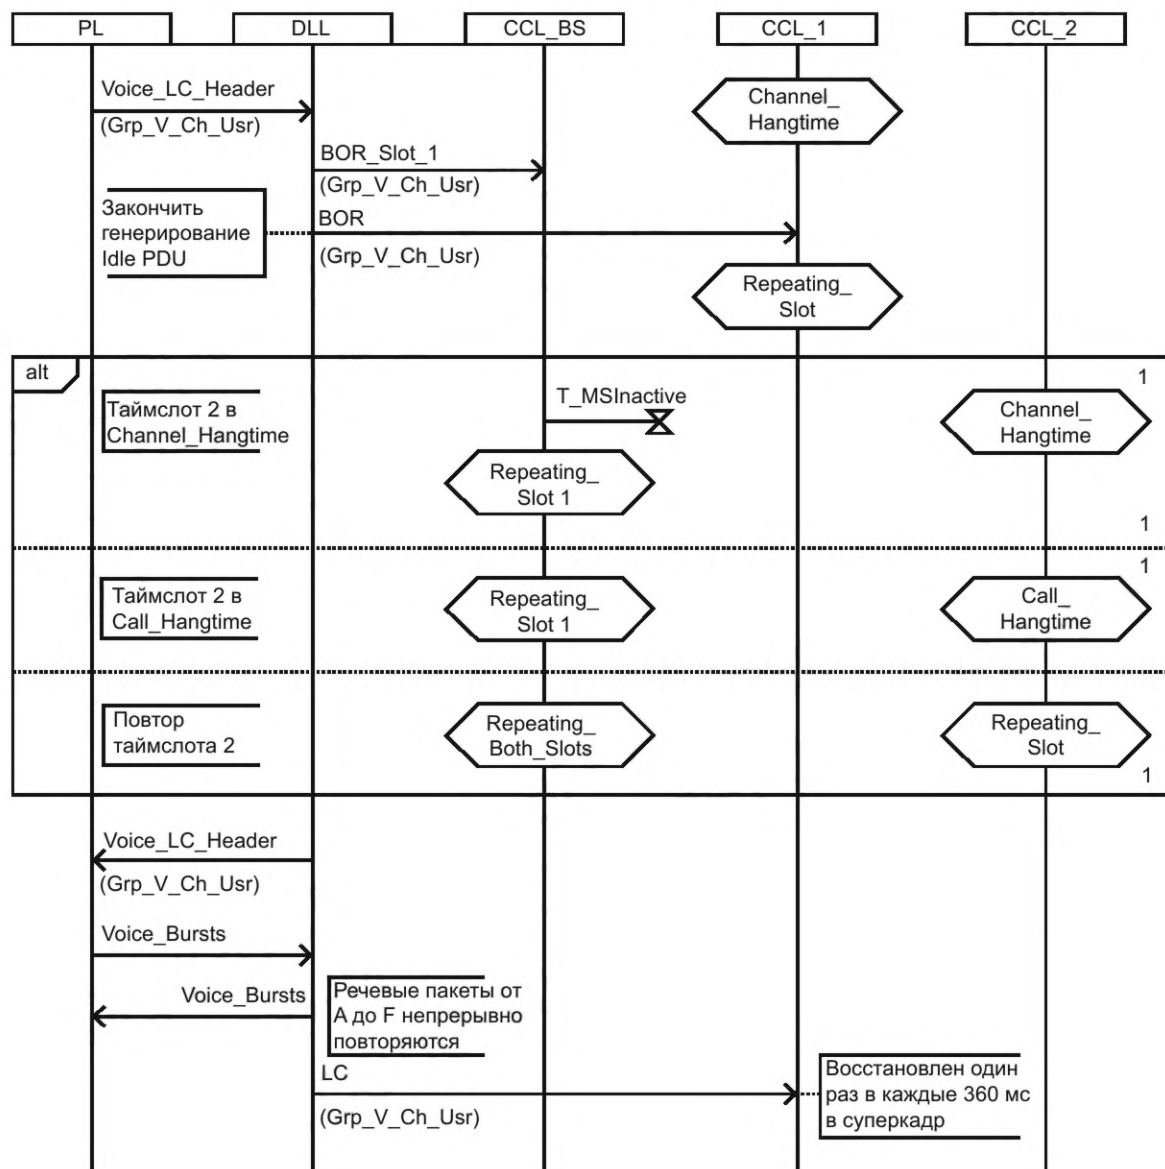 PL DLL CCL_BS CCL_1 CCL_2
Voice_LC_Header
(Grp_V_Ch_Usr)
Channel_
Hangtime
BOR_Slot_1
(Grp_V_Ch_Usr)
Закончить
генерирование
Idle PDU
BOR
(Grp_V_Ch_Usr)
Repeating_
Slot
alt
1
Таймслот 2 в
Channel_Hangtime
T_MSInactive
Channel_
Hangtime
Repeating_
Slot 1
1
1
Таймслот 2 в
Call_Hangtime
Repeating_
Slot 1
Call_
Hangtime
Повтор
таймслота 2
Repeating_
Both_Slots
Repeating_
Slot
1
Voice_LC_Header
(Grp_V_Ch_Usr)
Voice_Bursts
Voice_Bursts
Речевые пакеты от
A до F непрерывно
повторяются
LC
(Grp_V_Ch_Usr)
Восстановлен один
раз в каждые 360 мс
в суперкадр